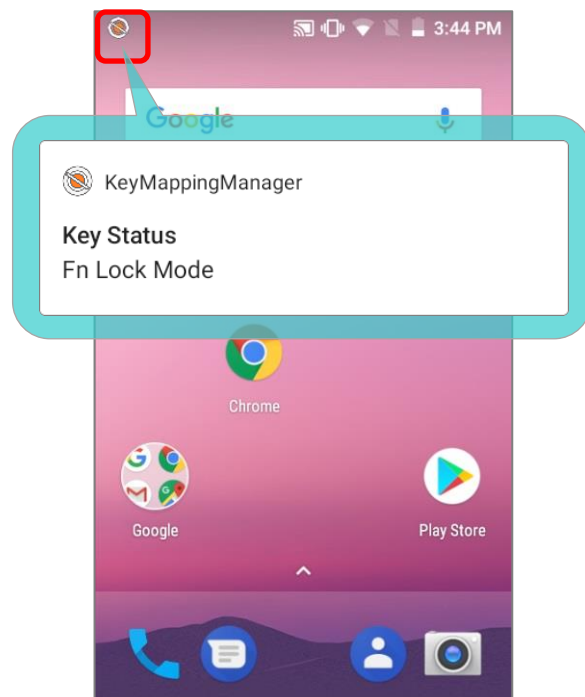 3:44 PM
Google
KeyMappingManager
Key Status
Fn Lock Mode
Chrome
Google
Play Store